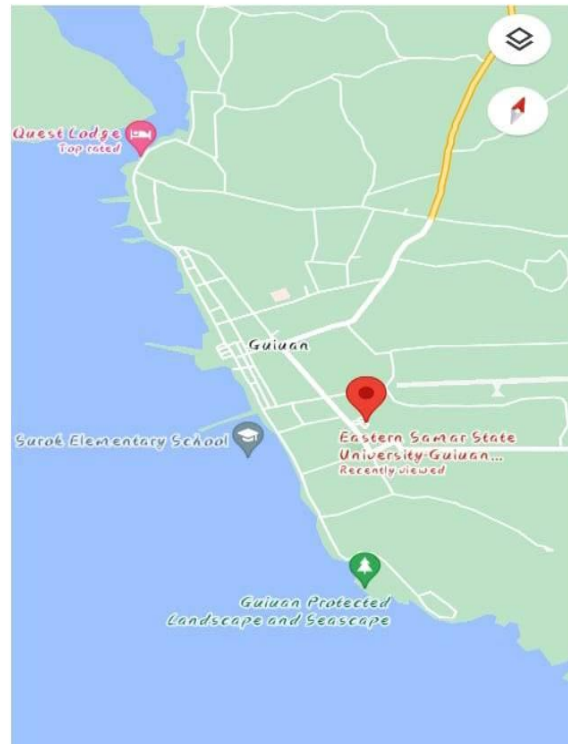 Quest Lodge
Top rated
Guiuan
Eastern Samar State
University-Guiuan...
Recently viewed
Surok Elementary School
Guiuan Protected
Landscape and Seascape